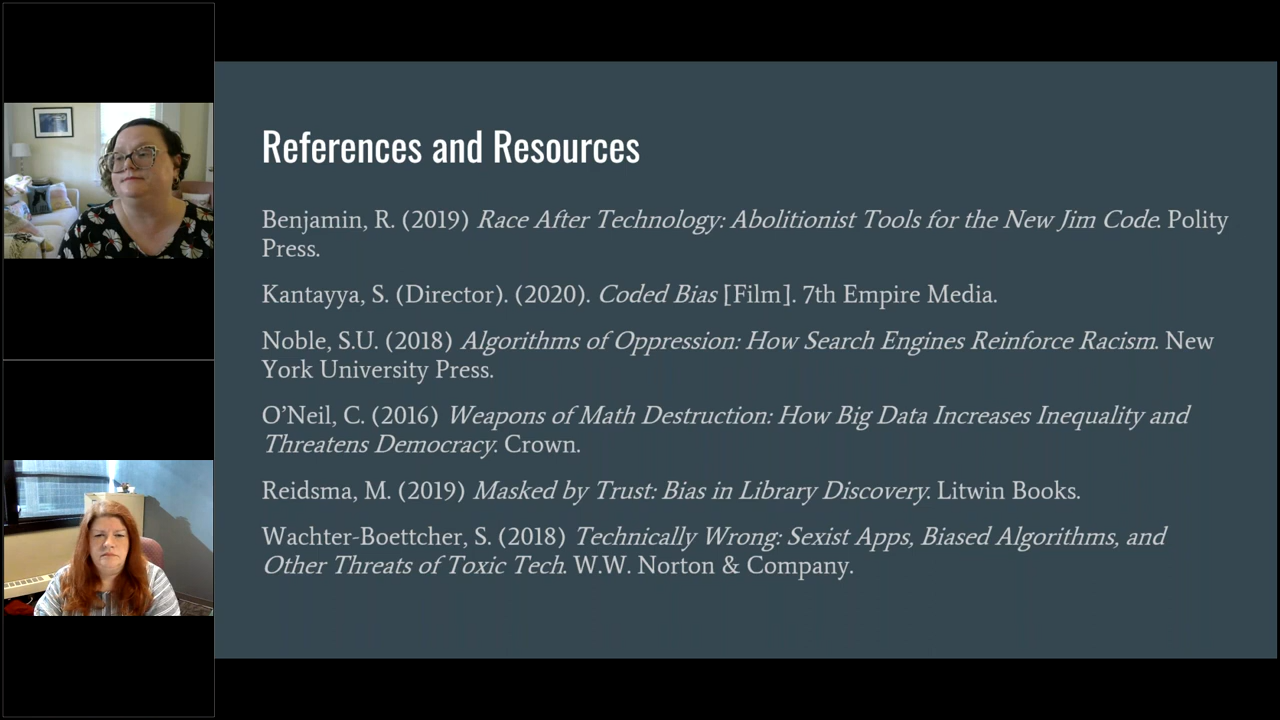 References and Resources
Benjamin, R. (2019) Race After Technology: Abolitionist Tools for the New Jim Code. Polity
Press.
Kantayya, S. (Director). (2020). Coded Bias [Film]. 7th Empire Media.
Noble, S.U. (2018) Algorithms of Oppression: How Search Engines Reinforce Racism. New
York University Press.
O’Neil, C. (2016) Weapons of Math Destruction: How Big Data Increases Inequality and
Threatens Democracy. Crown.
Reidsma, M. (2019) Masked by Trust: Bias in Library Discovery. Litwin Books.
Wachter-Boettcher, S. (2018) Technically Wrong: Sexist Apps, Biased Algorithms, and
Other Threats of Toxic Tech. W.W. Norton & Company.